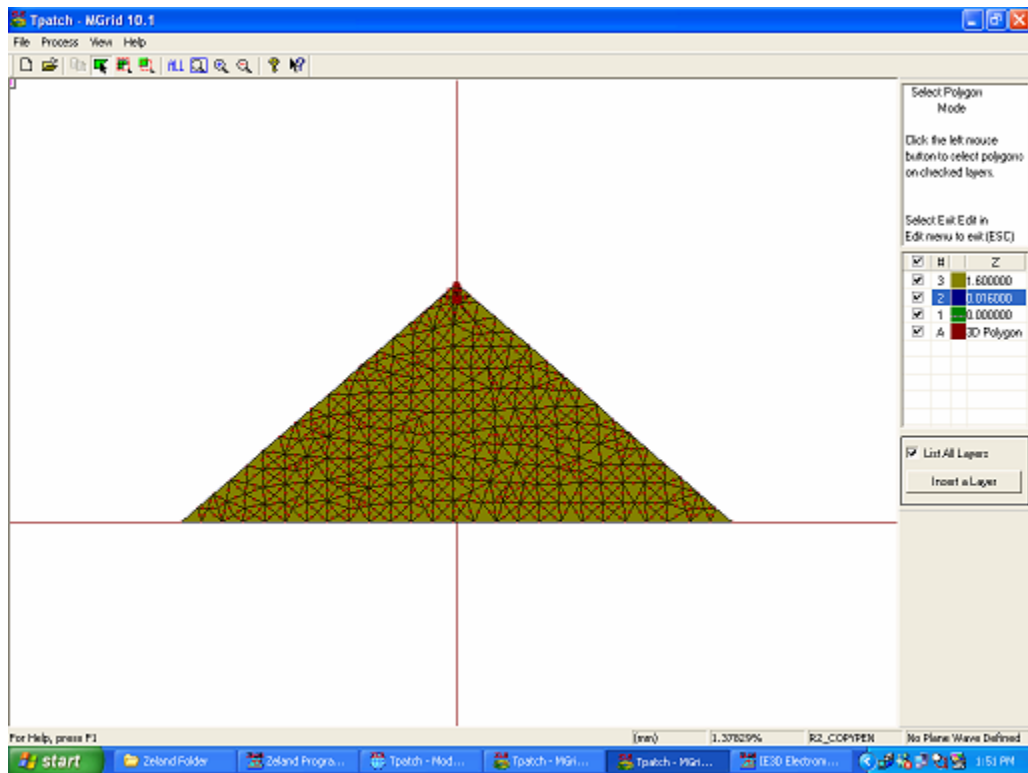 Tpatch - MGrid 10.1
File Process View Help
ALL
Select Polygon
Mode
Click the left mouse
button to select polygons
on checked layers.
Select Exit Edit in
Edit menu to exit (ESC)
# Z
3 1.600000
2 0.016000
1 0.000000
A 3D Polygon
List All Layers
Insert a Layer
For Help, press F1
(mm) 1.37829% R2_COPYPEN No Plane Wave Defined
start Zeland Folder Zeland Progra... Tpatch - Mod... Tpatch - MGri... Tpatch - MGri... IE3D Electrom... 1:51 PM